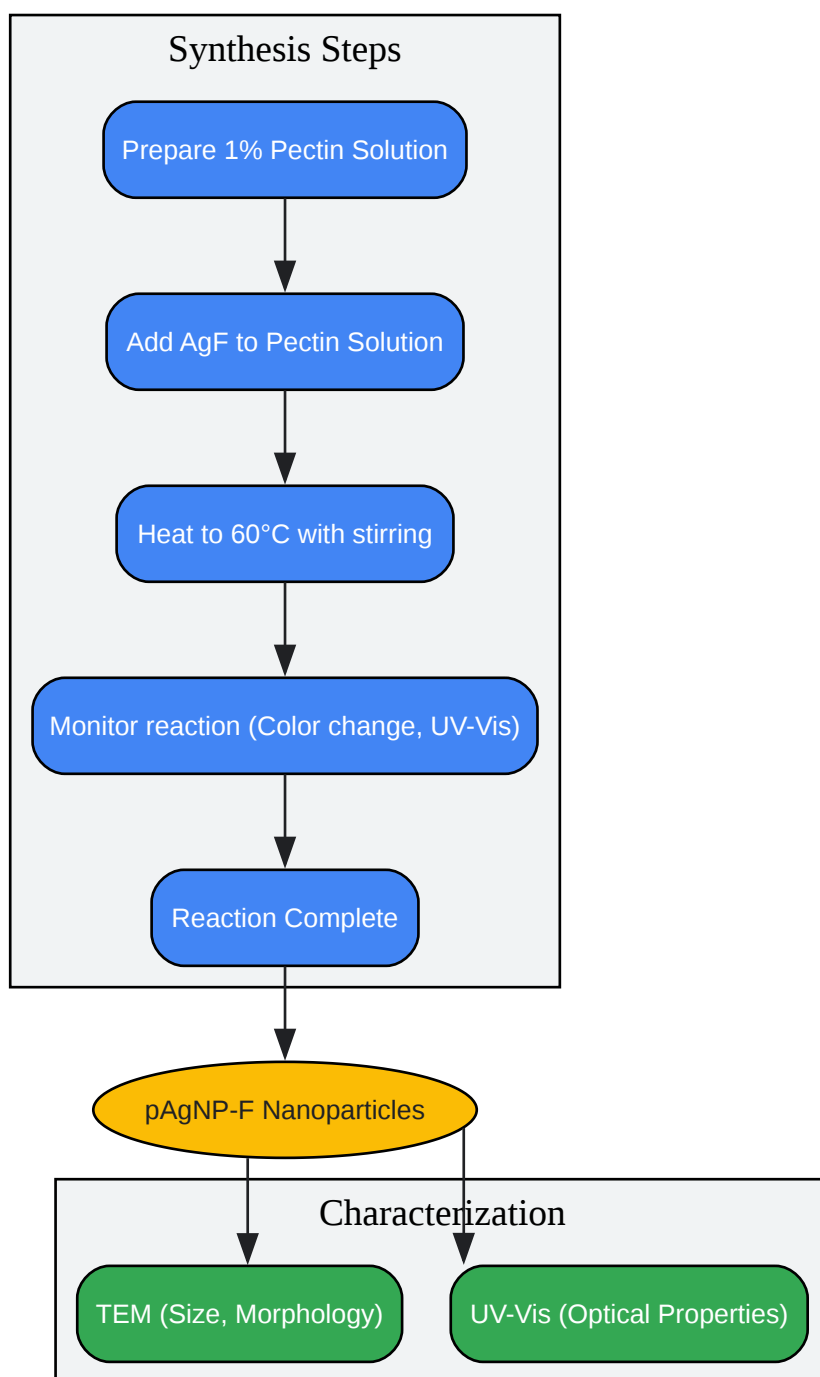 Synthesis Steps
Prepare 1% Pectin Solution
Add AgF to Pectin Solution
Heat to 60°C with stirring
Monitor reaction (Color change, UV-Vis)
Reaction Complete
pAgNP-F Nanoparticles
Characterization
TEM (Size, Morphology)
UV-Vis (Optical Properties)